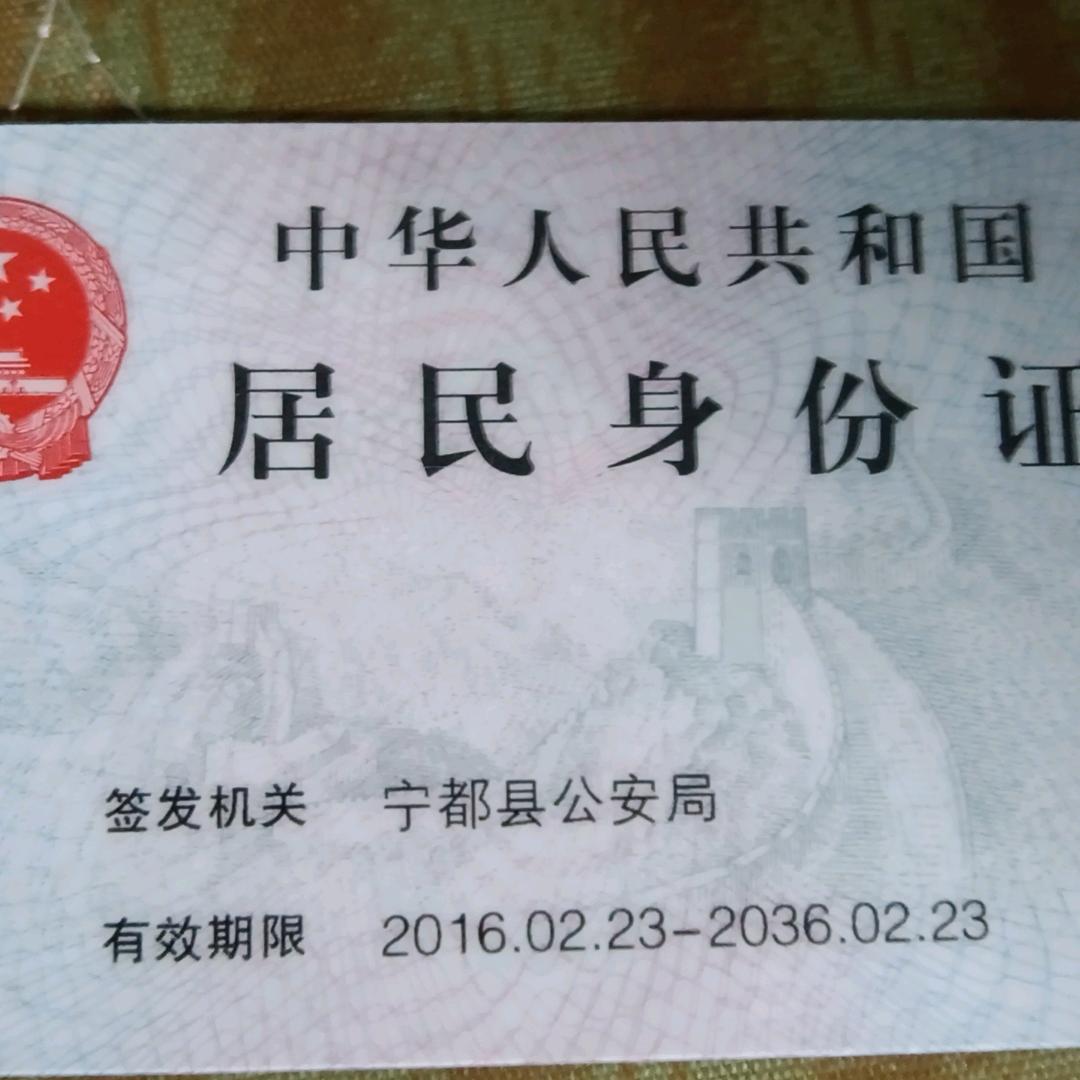 中华人民共和国
居民身份证
签发机关 宁都县公安局
有效期限 2016.02.23-2036.02.23